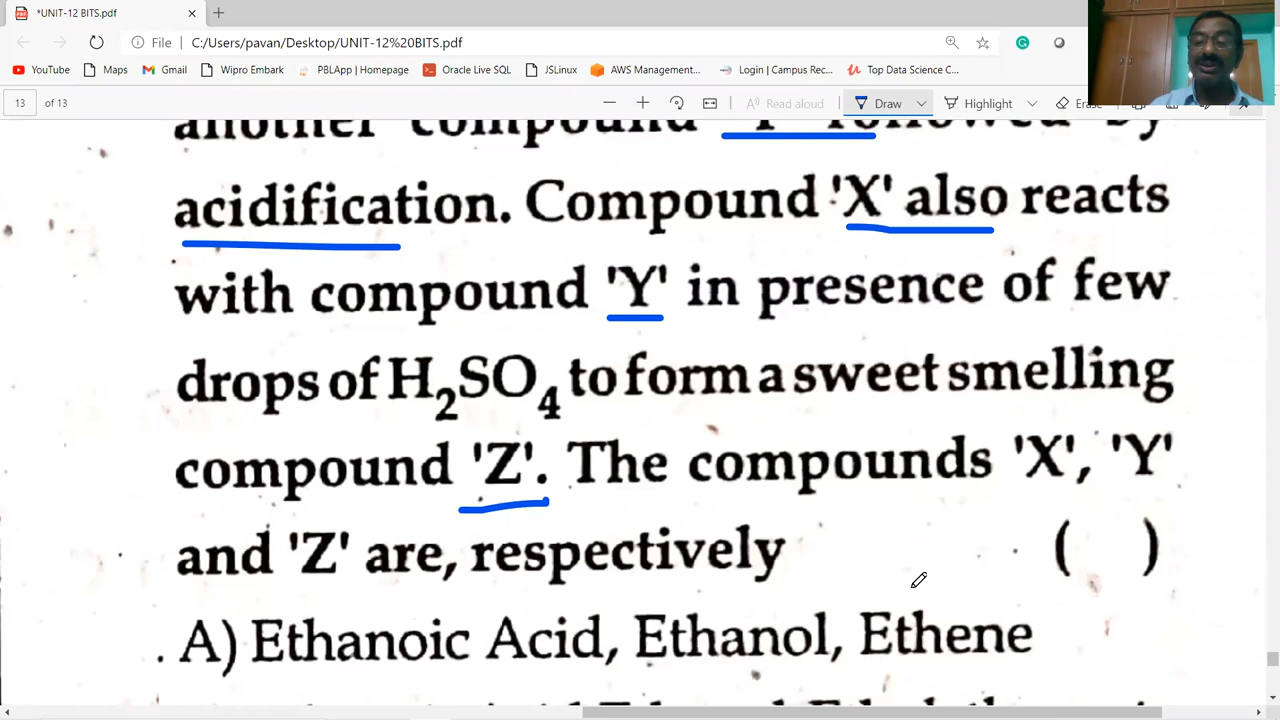 *UNIT-12 BITS.pdf
File C:/Users/pavan/Desktop/UNIT-12%20BITS.pdf
YouTube Maps Gmail Wipro Embark PBLApp | Homepage Oracle Live SQL JSLinux AWS Management... Login | Campus Rec... Top Data Science C...
13 of 13 Read aloud Draw Highlight Erase
another compound 'Y' followed by
acidification. Compound 'X' also reacts
with compound 'Y' in presence of few
drops of H₂SO₄ to form a sweet smelling
compound 'Z'. The compounds 'X', 'Y'
and 'Z' are, respectively ( )
A) Ethanoic Acid, Ethanol, Ethene